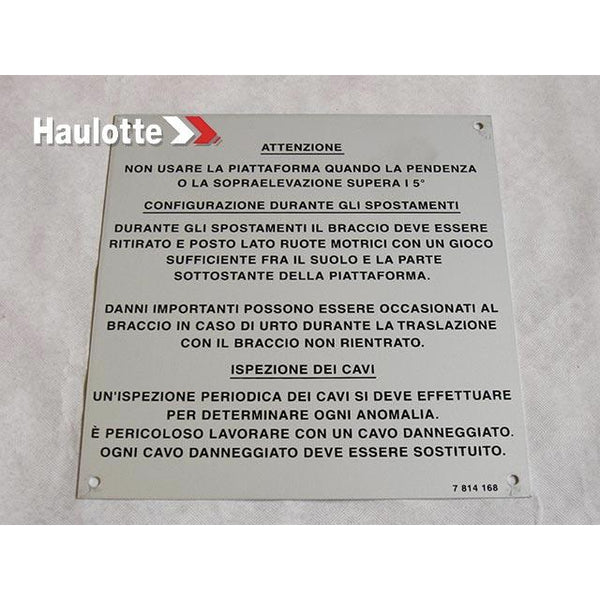 Haulotte
ATTENZIONE
NON USARE LA PIATTAFORMA QUANDO LA PENDENZA
O LA SOPRAELEVAZIONE SUPERA I 5°
CONFIGURAZIONE DURANTE GLI SPOSTAMENTI
DURANTE GLI SPOSTAMENTI IL BRACCIO DEVE ESSERE
RITIRATO E POSTO LATO RUOTE MOTRICI CON UN GIOCO
SUFFICIENTE FRA IL SUOLO E LA PARTE
SOTTOSTANTE DELLA PIATTAFORMA.
DANNI IMPORTANTI POSSONO ESSERE OCCASIONATI AL
BRACCIO IN CASO DI URTO DURANTE LA TRASLAZIONE
CON IL BRACCIO NON RIENTRATO.
ISPEZIONE DEI CAVI
UN'ISPEZIONE PERIODICA DEI CAVI SI DEVE EFFETTUARE
PER DETERMINARE OGNI ANOMALIA.
È PERICOLOSO LAVORARE CON UN CAVO DANNEGGIATO.
OGNI CAVO DANNEGGIATO DEVE ESSERE SOSTITUITO.
7 814 168